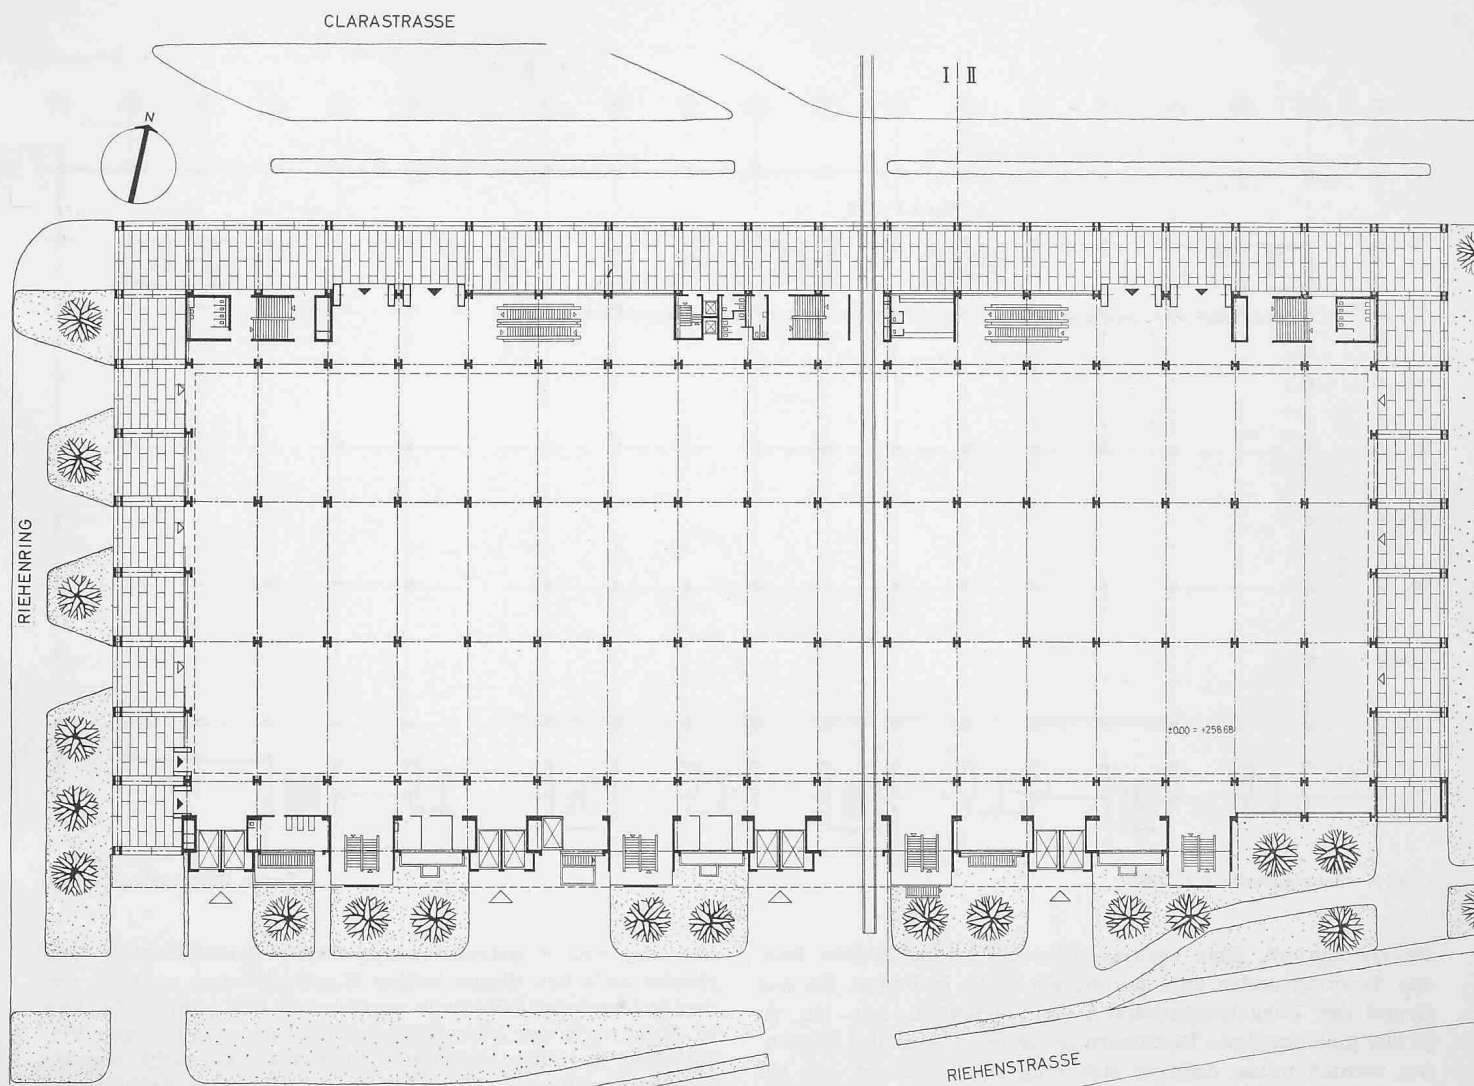 CLARASTRASSE
I II
N
RIEHENRING
±0.00 = +258.68
RIEHENSTRASSE